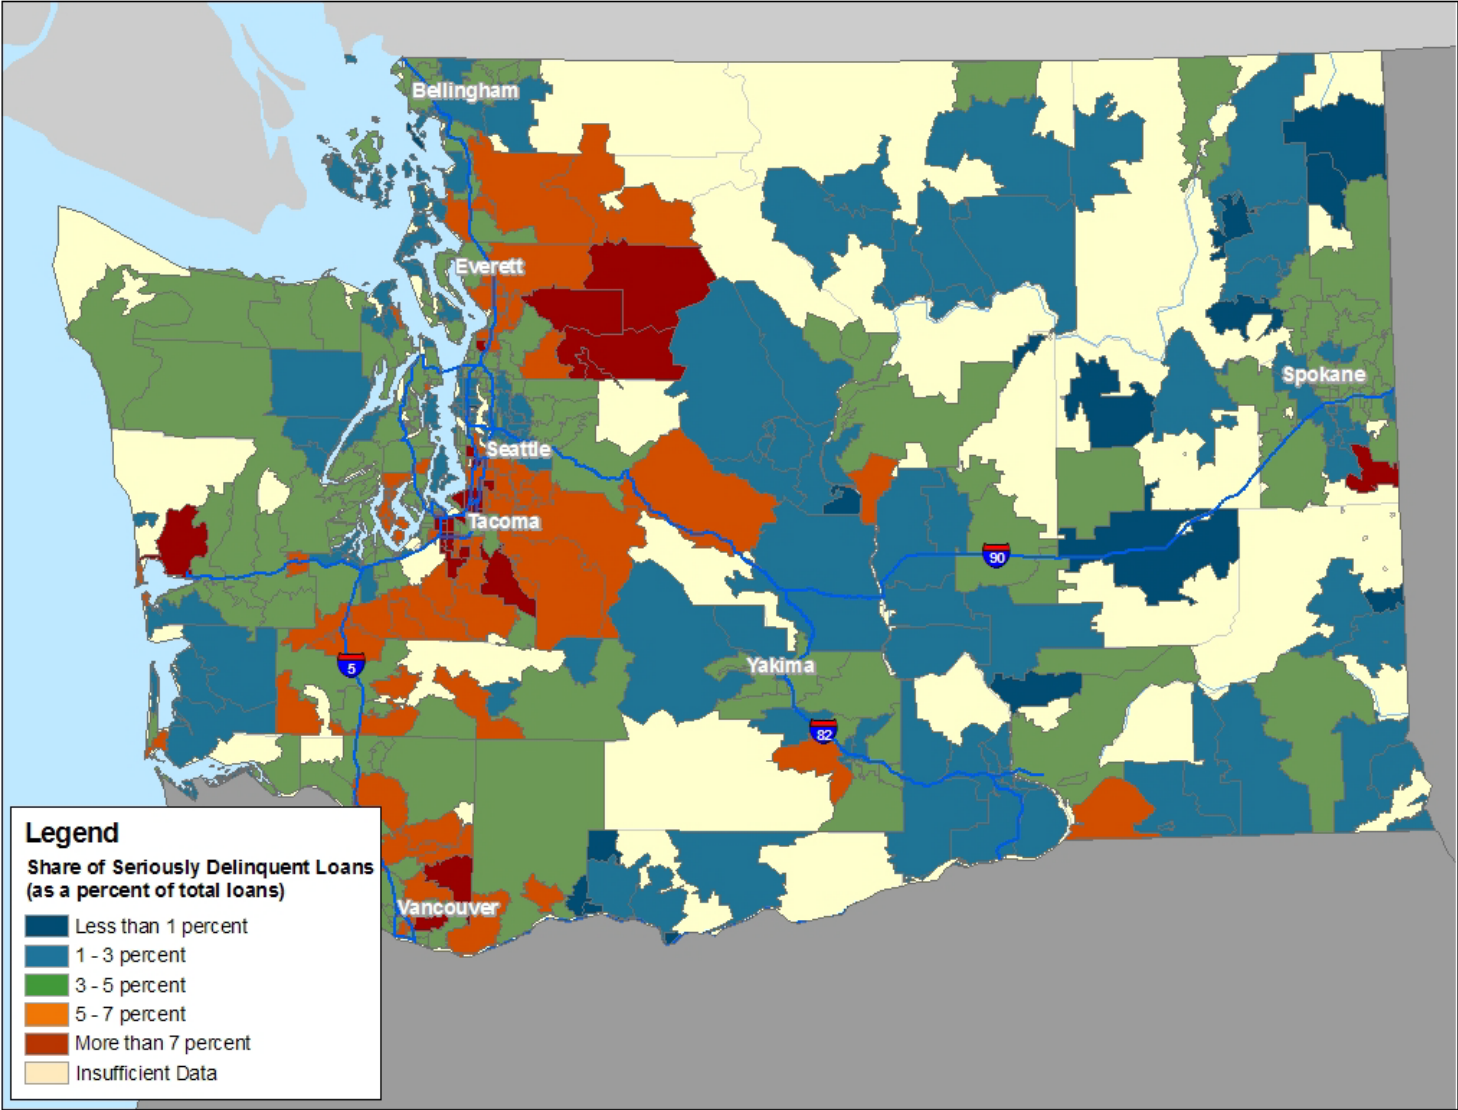 Bellingham
Everett
Spokane
Seattle
Tacoma
90
5
Yakima
82
Vancouver
Legend
Share of Seriously Delinquent Loans
(as a percent of total loans)
Less than 1 percent
1 - 3 percent
3 - 5 percent
5 - 7 percent
More than 7 percent
Insufficient Data